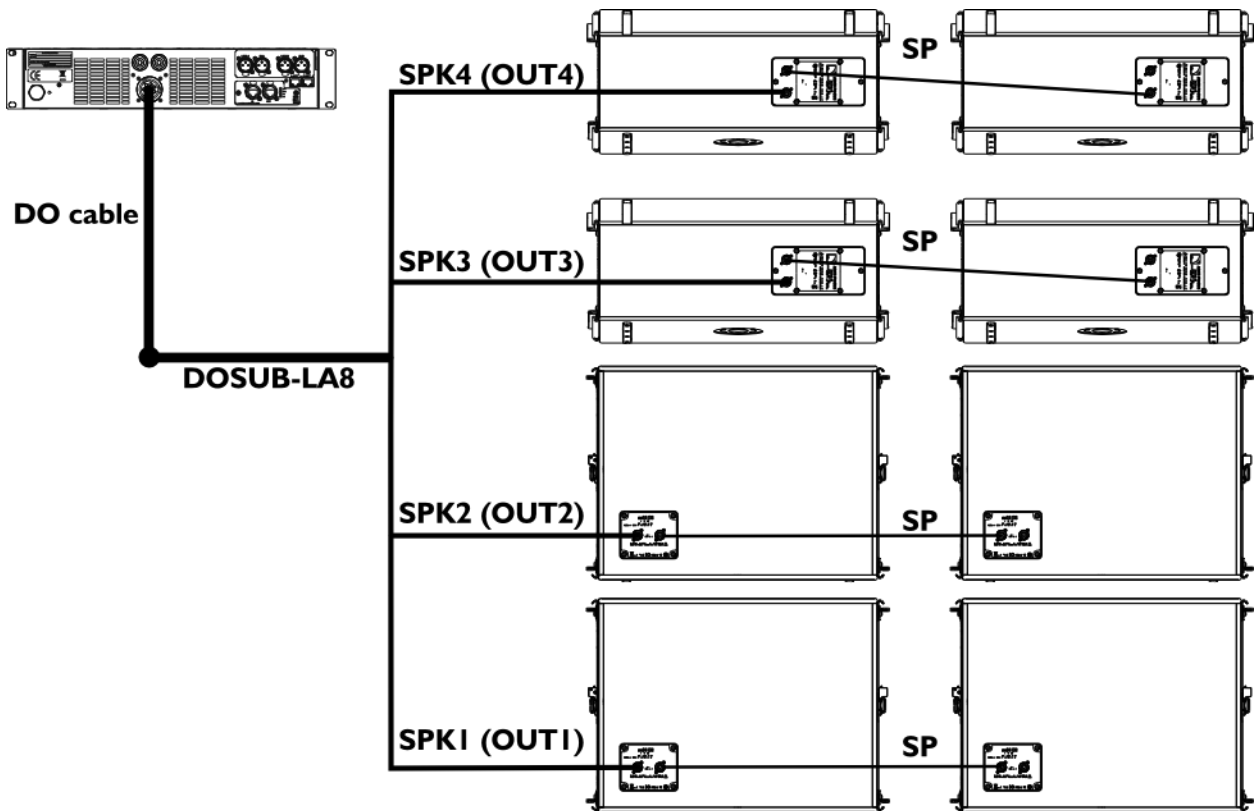 SPK4 (OUT4)
SP
DO cable
SPK3 (OUT3)
SP
DOSUB-LA8
SPK2 (OUT2)
SP
SPK1 (OUT1)
SP